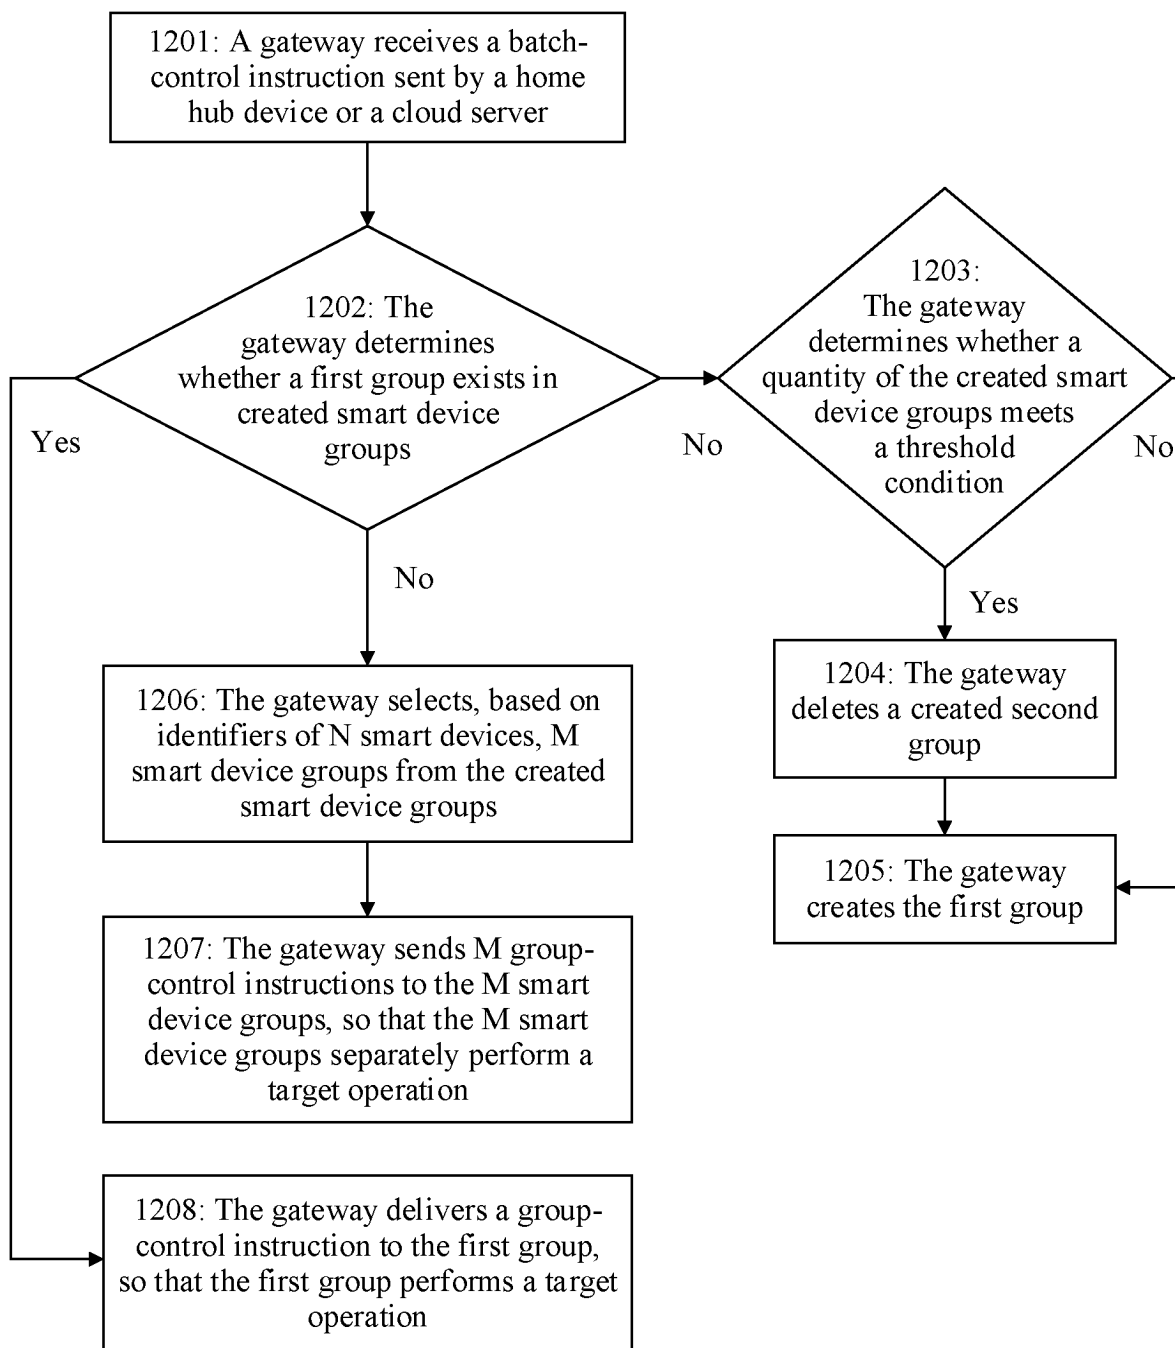 1201: A gateway receives a batch-
control instruction sent by a home
hub device or a cloud server
1202: The
gateway determines
whether a first group exists in
created smart device
groups
Yes
No
No
1203:
The gateway
determines whether a
quantity of the created smart
device groups meets
a threshold
condition
No
Yes
1204: The gateway
deletes a created second
group
1205: The gateway
creates the first group
1206: The gateway selects, based on
identifiers of N smart devices, M
smart device groups from the created
smart device groups
1207: The gateway sends M group-
control instructions to the M smart
device groups, so that the M smart
device groups separately perform a
target operation
1208: The gateway delivers a group-
control instruction to the first group,
so that the first group performs a target
operation